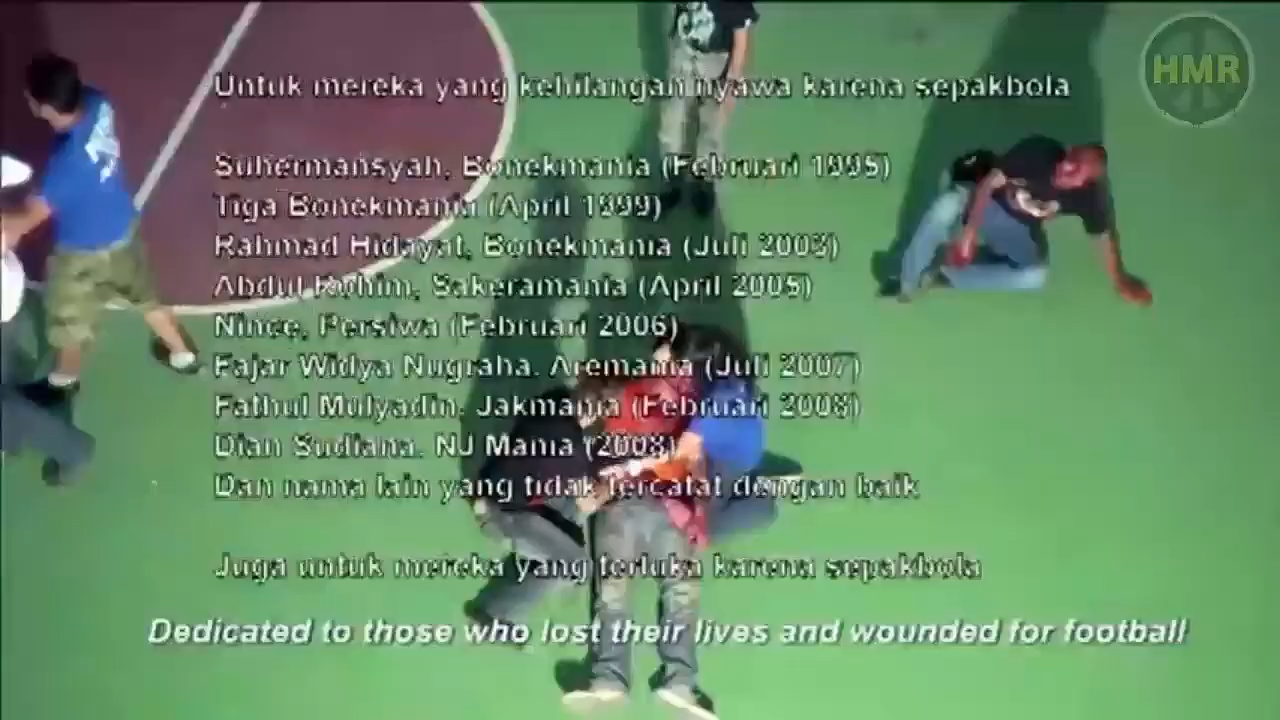 HMR
Untuk mereka yang kehilangan nyawa karena sepakbola
Suhermansyah, Bonekmania (Februari 1995)
Tiga Bonekmania (April 1999)
Rahmad Hidayat, Bonekmania (Juli 2003)
Abdul Rohim, Sakeramania (April 2005)
Nince, Persiwa (Februari 2006)
Fajar Widya Nugraha. Aremania (Juli 2007)
Fathul Mulyadin. Jakmania (Februari 2008)
Dian Sudiana. NJ Mania (2008)
Dan nama lain yang tidak tercatat dengan baik
Juga untuk mereka yang terluka karena sepakbola
Dedicated to those who lost their lives and wounded for football